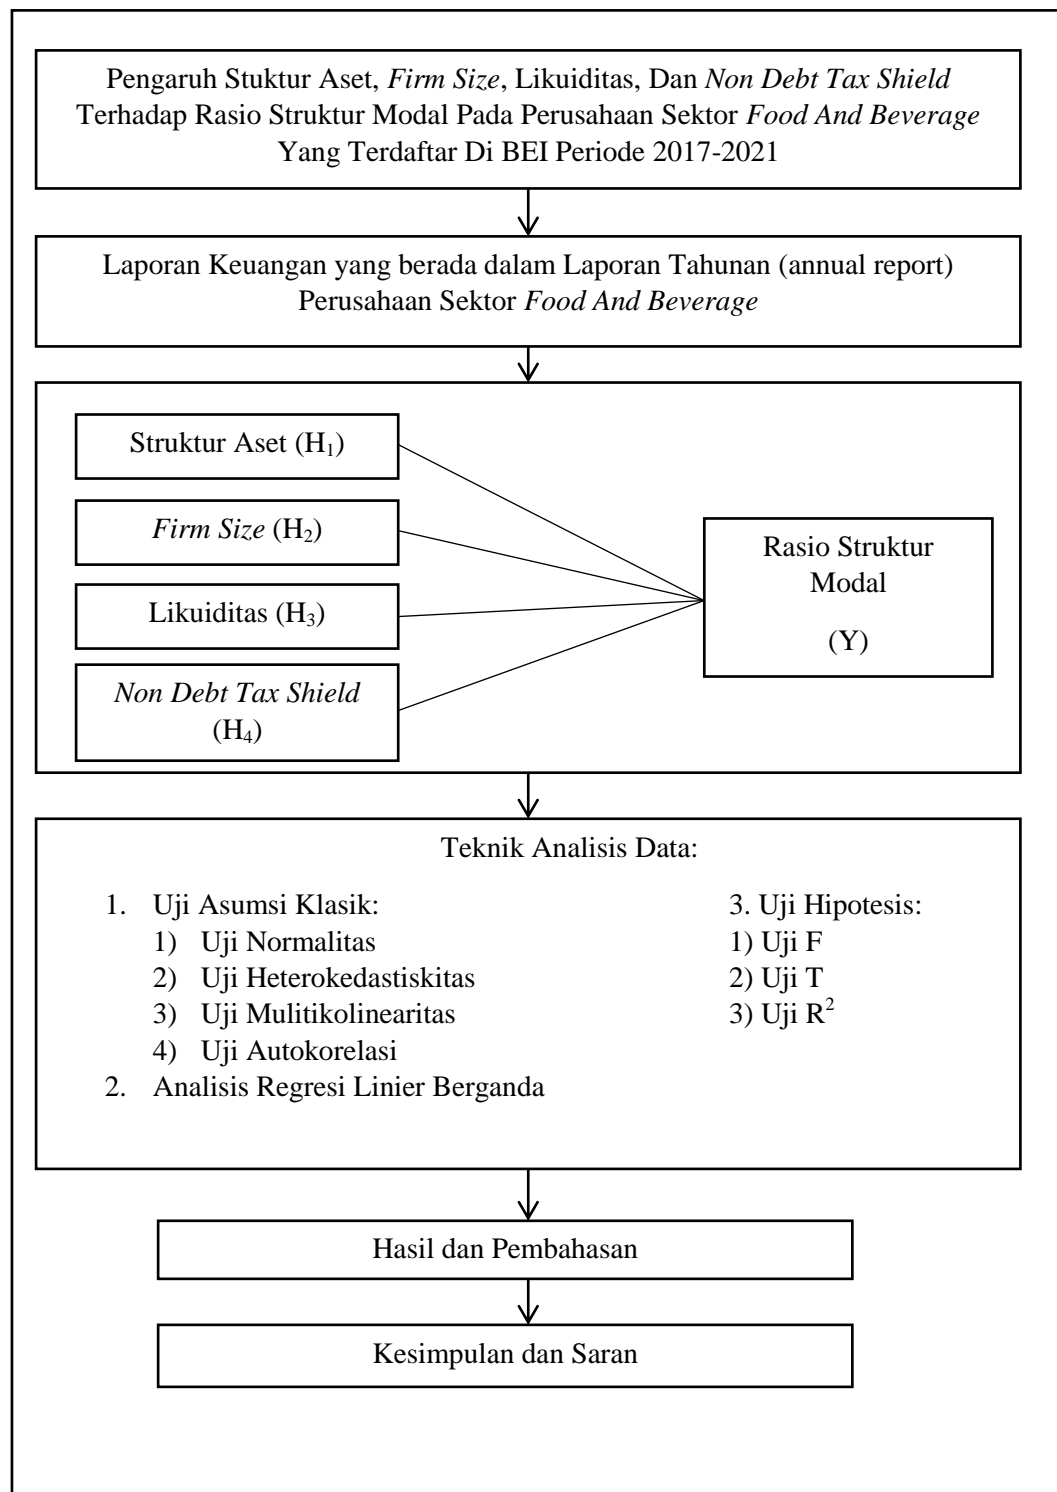 Pengaruh Stuktur Aset, Firm Size, Likuiditas, Dan Non Debt Tax Shield
Terhadap Rasio Struktur Modal Pada Perusahaan Sektor Food And Beverage
Yang Terdaftar Di BEI Periode 2017-2021
Laporan Keuangan yang berada dalam Laporan Tahunan (annual report)
Perusahaan Sektor Food And Beverage
Struktur Aset (H₁)
Firm Size (H₂)
Likuiditas (H₃)
Non Debt Tax Shield
(H₄)
Rasio Struktur
Modal
(Y)
Teknik Analisis Data:
1. Uji Asumsi Klasik:
1) Uji Normalitas
2) Uji Heterokedastiskitas
3) Uji Mulitikolinearitas
4) Uji Autokorelasi
2. Analisis Regresi Linier Berganda
3. Uji Hipotesis:
1) Uji F
2) Uji T
3) Uji R²
Hasil dan Pembahasan
Kesimpulan dan Saran